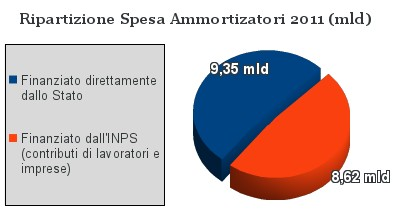 Ripartizione Spesa Ammortizatori 2011 (mld)
Finanziato direttamente
dallo Stato
Finanziato dall'INPS
(contributi di lavoratori e
imprese)
9,35 mld
8,62 mld